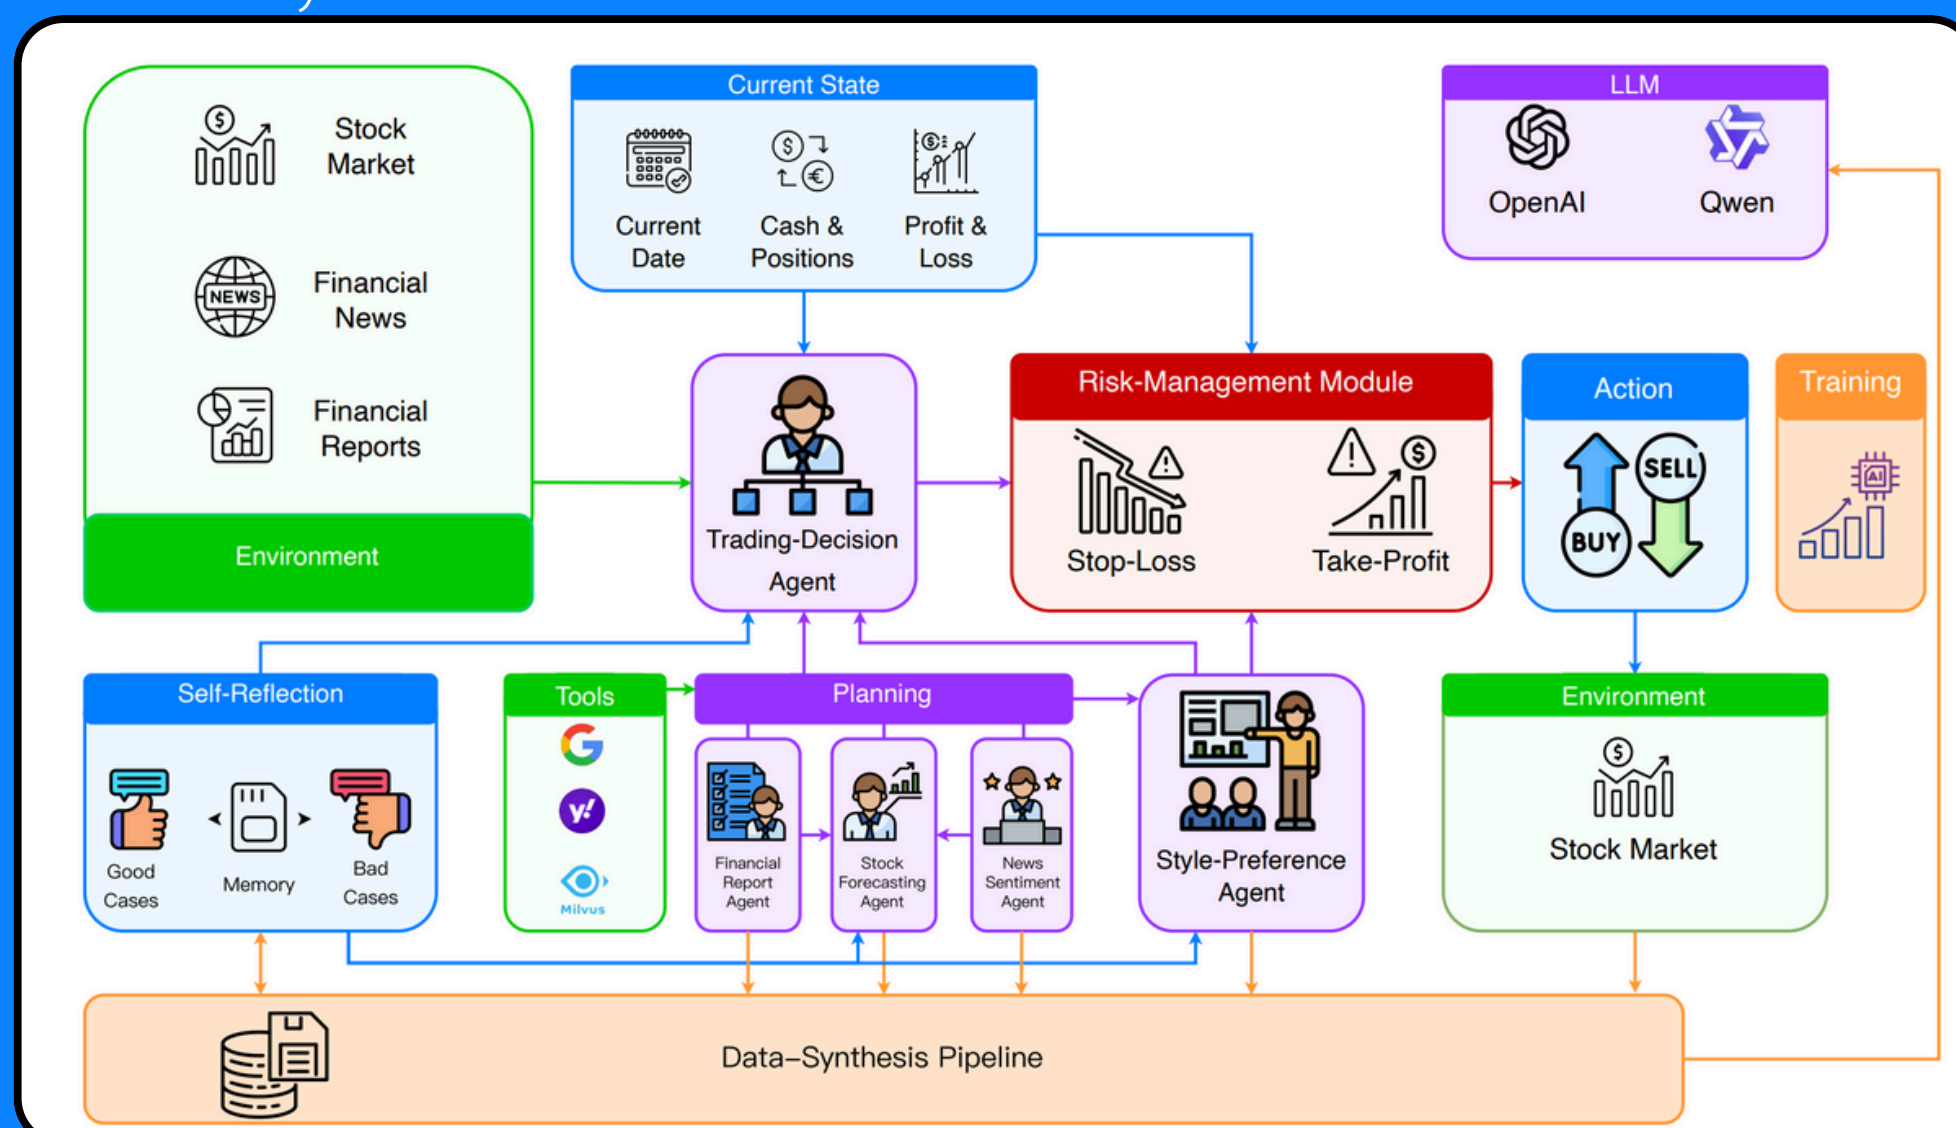 Current State
LLM
Stock
Market
NEWS
Financial
News
Financial
Reports
Environment
Current
Date
Cash &
Positions
Profit &
Loss
OpenAI
Qwen
Trading-Decision
Agent
Risk-Management Module
Stop-Loss
Take-Profit
Action
SELL
BUY
Training
AI
Self-Reflection
Good
Cases
Memory
Bad
Cases
Tools
G
y!
Milvus
Planning
Financial
Report
Agent
Stock
Forecasting
Agent
News
Sentiment
Agent
Style-Preference
Agent
Environment
Stock Market
Data–Synthesis Pipeline